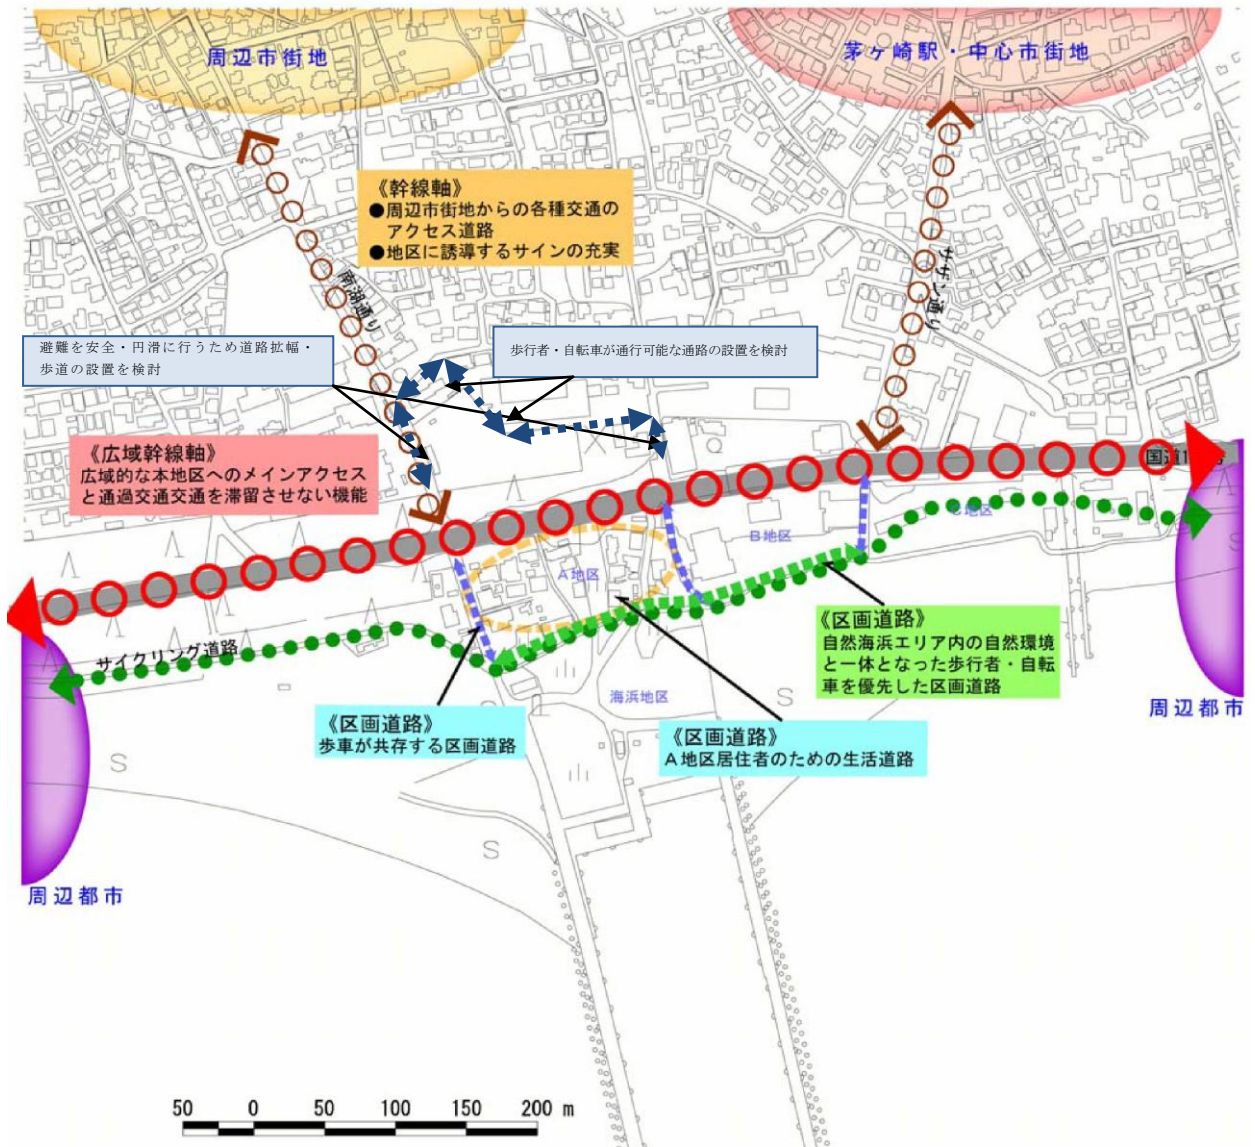 周辺市街地
茅ヶ崎駅・中心市街地
《幹線軸》
●周辺市街地からの各種交通の
アクセス道路
●地区に誘導するサインの充実
南湖通り
サザン通り
避難を安全・円滑に行うため道路拡幅・
歩道の設置を検討
歩行者・自転車が通行可能な通路の設置を検討
《広域幹線軸》
広域的な本地区へのメインアクセス
と通過交通交通を滞留させない機能
国道1
B地区
C地区
A地区
《区画道路》
自然海浜エリア内の自然環境
と一体となった歩行者・自転
車を優先した区画道路
サイクリング道路
海浜地区
周辺都市
《区画道路》
歩車が共存する区画道路
《区画道路》
A地区居住者のための生活道路
S
S
S
S
周辺都市
50 0 50 100 150 200 m